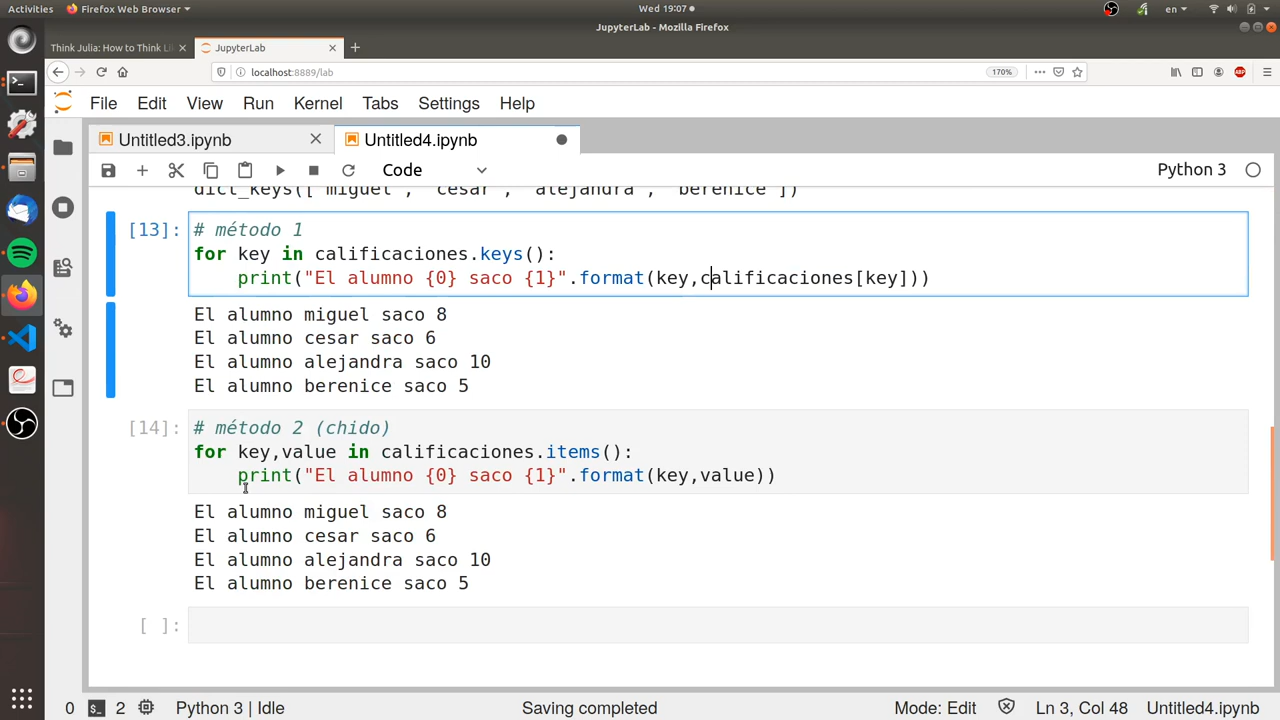 Activities Firefox Web Browser Wed 19:07 en
JupyterLab - Mozilla Firefox
Think Julia: How to Think Li JupyterLab
localhost:8889/lab 170% ABP
File Edit View Run Kernel Tabs Settings Help
Untitled3.ipynb Untitled4.ipynb
Code Python 3
dict_keys(['miguel', 'cesar', 'alejandra', 'berenice'])
[13]: # método 1
for key in calificaciones.keys():
print("El alumno {0} saco {1}".format(key,calificaciones[key]))
El alumno miguel saco 8
El alumno cesar saco 6
El alumno alejandra saco 10
El alumno berenice saco 5
[14]: # método 2 (chido)
for key,value in calificaciones.items():
print("El alumno {0} saco {1}".format(key,value))
El alumno miguel saco 8
El alumno cesar saco 6
El alumno alejandra saco 10
El alumno berenice saco 5
[ ]:
0 2 Python 3 | Idle Saving completed Mode: Edit Ln 3, Col 48 Untitled4.ipynb